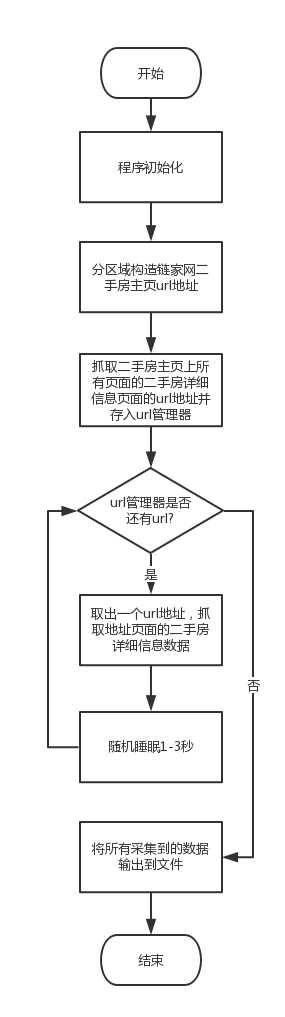 开始
程序初始化
分区域构造链家网二
手房主页url地址
抓取二手房主页上所
有页面的二手房详细
信息页面的url地址并
存入url管理器
url管理器是否
还有url?
是
取出一个url地址，抓
取地址页面的二手房
详细信息数据
否
随机睡眠1-3秒
将所有采集到的数据
输出到文件
结束